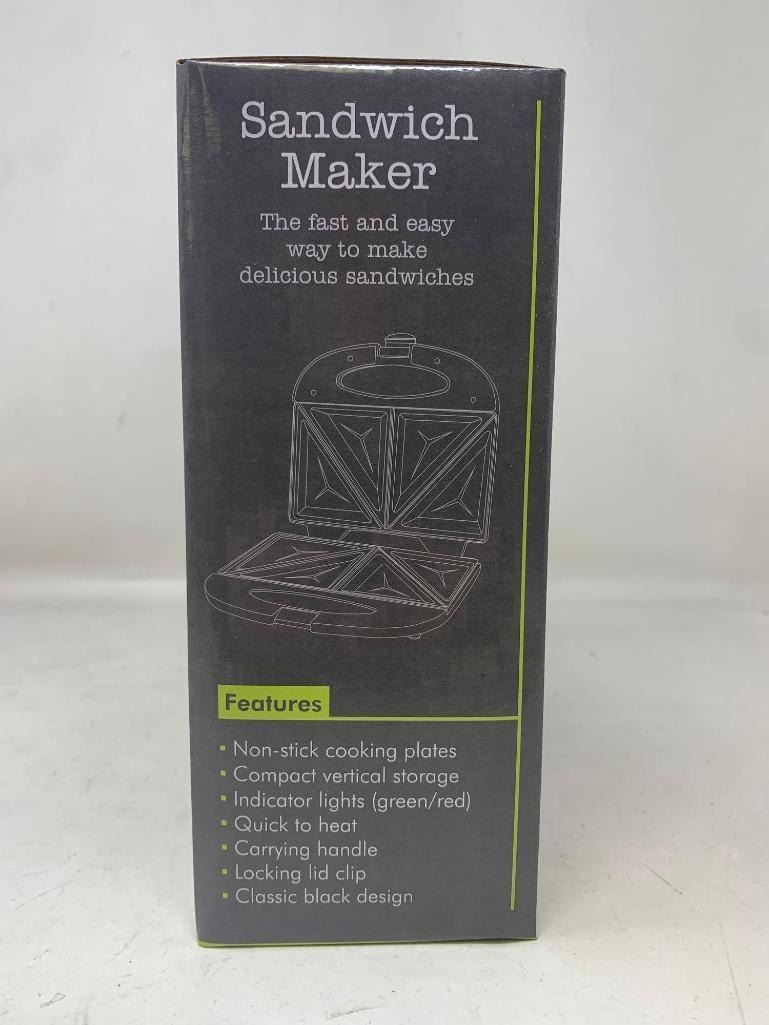 Sandwich
Maker
The fast and easy
way to make
delicious sandwiches
Features
▪ Non-stick cooking plates
▪ Compact vertical storage
▪ Indicator lights (green/red)
▪ Quick to heat
▪ Carrying handle
▪ Locking lid clip
▪ Classic black design